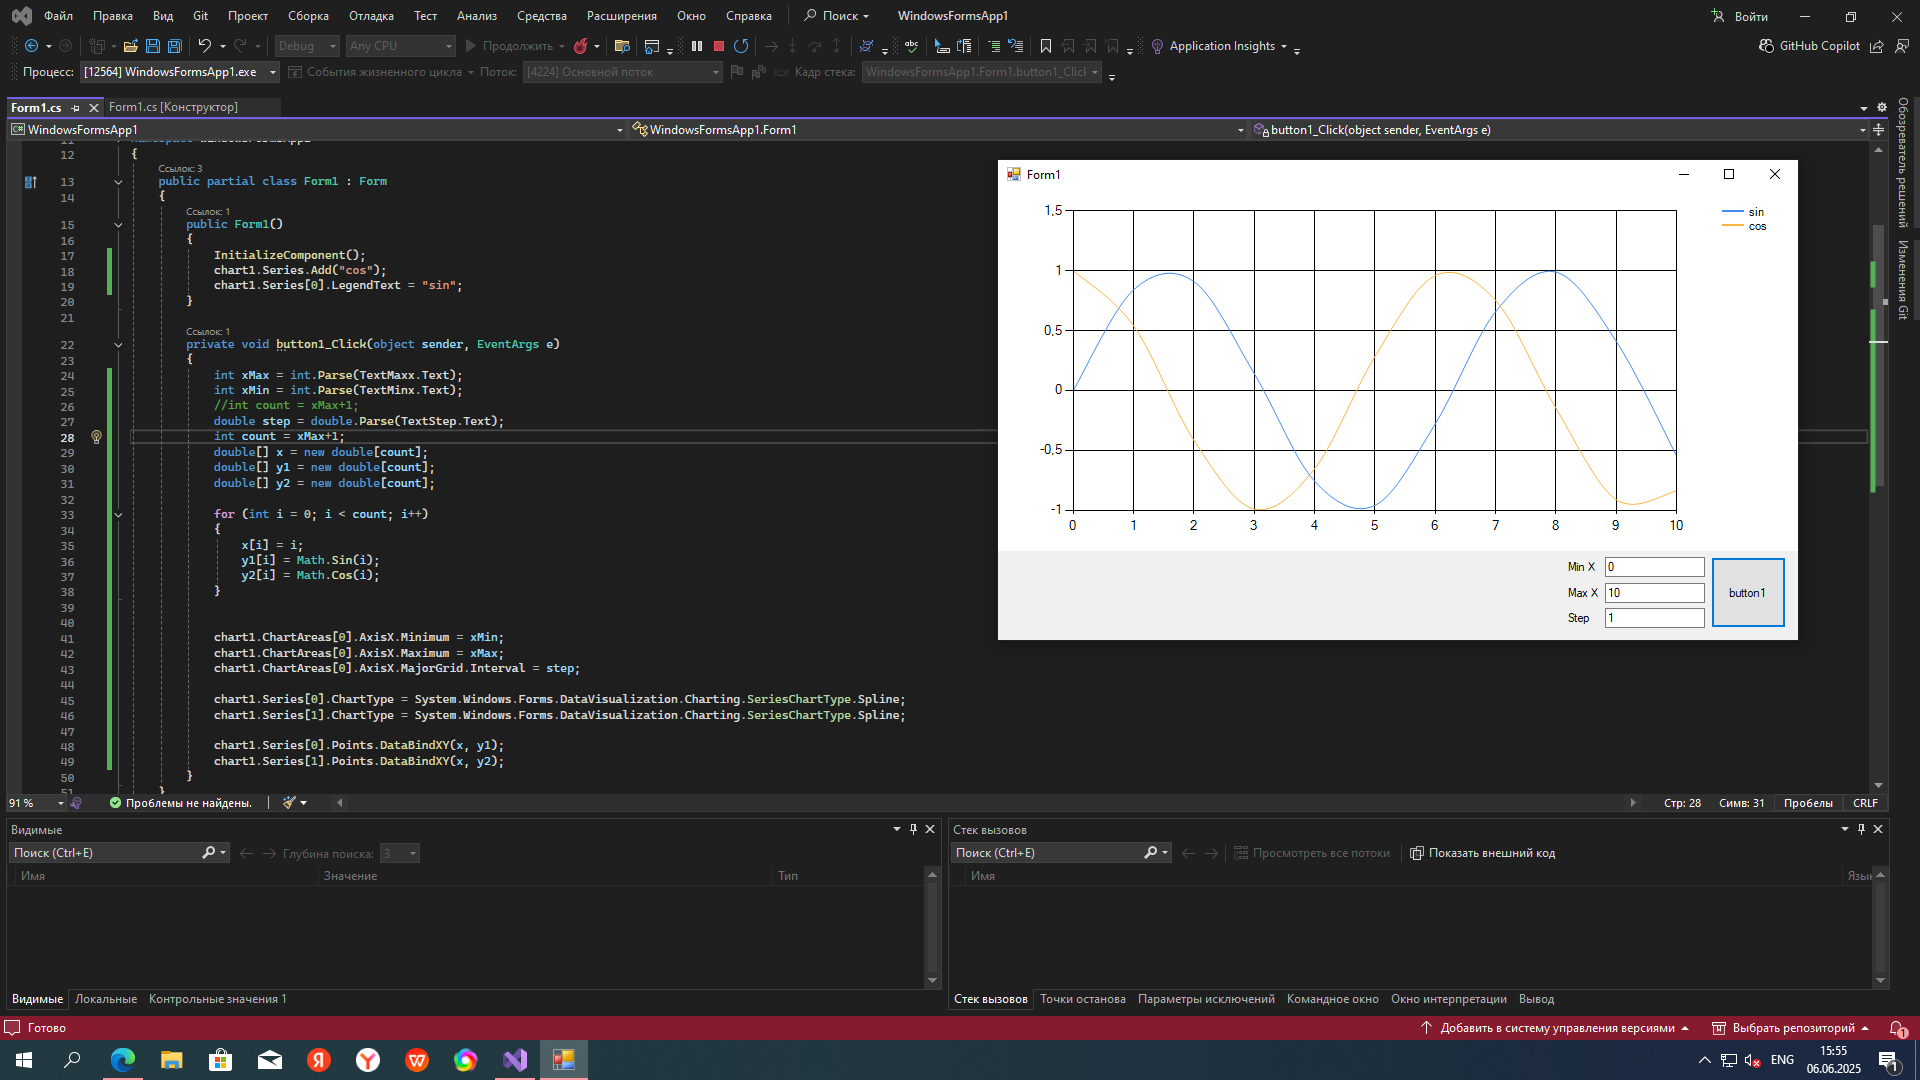 Файл Правка Вид Git Проект Сборка Отладка Тест Анализ Средства Расширения Окно Справка Поиск WindowsFormsApp1 Войти
Debug Any CPU Продолжить Application Insights GitHub Copilot
Процесс: [12564] WindowsFormsApp1.exe События жизненного цикла Поток: [4224] Основной поток Кадр стека: WindowsFormsApp1.Form1.button1_Click
Form1.cs Form1.cs [Конструктор]
WindowsFormsApp1 WindowsFormsApp1.Form1 button1_Click(object sender, EventArgs e)
12 {
Ссылок: 3
13 public partial class Form1 : Form
14 {
Ссылок: 1
15 public Form1()
16 {
17 InitializeComponent();
18 chart1.Series.Add("cos");
19 chart1.Series[0].LegendText = "sin";
20 }
21
Ссылок: 1
22 private void button1_Click(object sender, EventArgs e)
23 {
24 int xMax = int.Parse(TextMaxx.Text);
25 int xMin = int.Parse(TextMinx.Text);
26 //int count = xMax+1;
27 double step = double.Parse(TextStep.Text);
28 int count = xMax+1;
29 double[] x = new double[count];
30 double[] y1 = new double[count];
31 double[] y2 = new double[count];
32
33 for (int i = 0; i < count; i++)
34 {
35 x[i] = i;
36 y1[i] = Math.Sin(i);
37 y2[i] = Math.Cos(i);
38 }
39
40
41 chart1.ChartAreas[0].AxisX.Minimum = xMin;
42 chart1.ChartAreas[0].AxisX.Maximum = xMax;
43 chart1.ChartAreas[0].AxisX.MajorGrid.Interval = step;
44
45 chart1.Series[0].ChartType = System.Windows.Forms.DataVisualization.Charting.SeriesChartType.Spline;
46 chart1.Series[1].ChartType = System.Windows.Forms.DataVisualization.Charting.SeriesChartType.Spline;
47
48 chart1.Series[0].Points.DataBindXY(x, y1);
49 chart1.Series[1].Points.DataBindXY(x, y2);
50 }
51 }
Form1
1,5
1
0,5
0
-0,5
-1
0 1 2 3 4 5 6 7 8 9 10
sin
cos
Min X 0
Max X 10
Step 1
button1
Обозреватель решений
Изменения Git
91 % Проблемы не найдены. Стр: 28 Симв: 31 Пробелы CRLF
Видимые
Поиск (Ctrl+E) Глубина поиска: 3
Имя Значение Тип
Видимые Локальные Контрольные значения 1
Стек вызовов
Поиск (Ctrl+E) Просмотреть все потоки Показать внешний код
Имя Язык
Стек вызовов Точки останова Параметры исключений Командное окно Окно интерпретации Вывод
Готово Добавить в систему управления версиями Выбрать репозиторий 1
ENG 15:55
06.06.2025 1